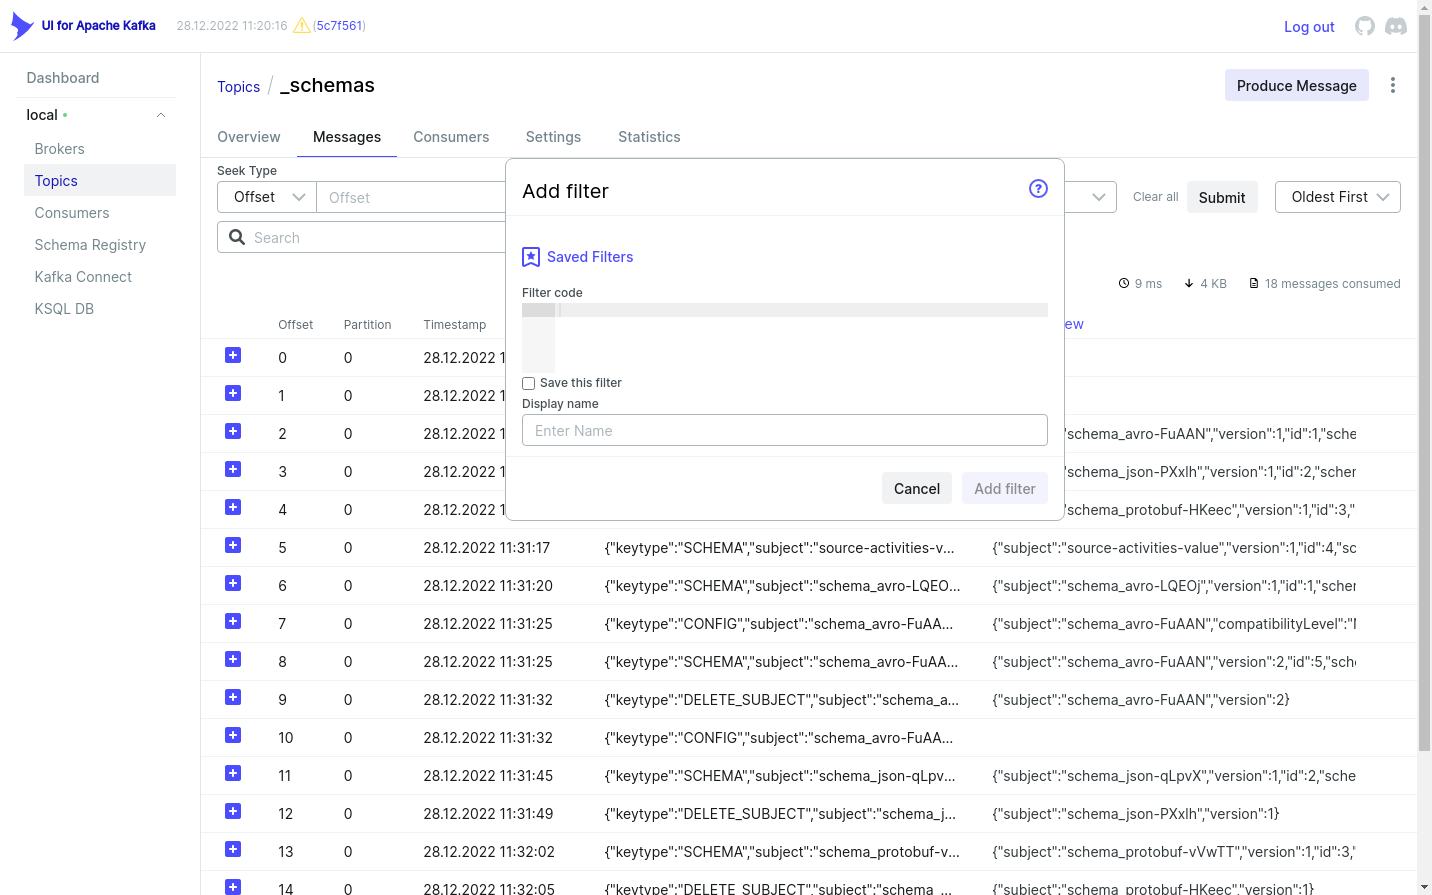 UI for Apache Kafka 28.12.2022 11:20:16 (5c7f561) Log out
Dashboard
local
Brokers
Topics
Consumers
Schema Registry
Kafka Connect
KSQL DB
Topics / _schemas Produce Message
Overview Messages Consumers Settings Statistics
Seek Type
Offset Offset Clear all Submit Oldest First
Search
9 ms 4 KB 18 messages consumed
Add filter ?
Saved Filters
Filter code
Save this filter
Display name
Enter Name
Cancel Add filter
Offset Partition Timestamp
0 0 28.12.2022 1
1 0 28.12.2022 1
2 0 28.12.2022 1 "schema_avro-FuAAN","version":1,"id":1,"sche
3 0 28.12.2022 1 "schema_json-PXxlh","version":1,"id":2,"schem
4 0 28.12.2022 1 "schema_protobuf-HKeec","version":1,"id":3,"
5 0 28.12.2022 11:31:17 {"keytype":"SCHEMA","subject":"source-activities-v... {"subject":"source-activities-value","version":1,"id":4,"sc
6 0 28.12.2022 11:31:20 {"keytype":"SCHEMA","subject":"schema_avro-LQEO... {"subject":"schema_avro-LQEOj","version":1,"id":1,"schem
7 0 28.12.2022 11:31:25 {"keytype":"CONFIG","subject":"schema_avro-FuAA... {"subject":"schema_avro-FuAAN","compatibilityLevel":"
8 0 28.12.2022 11:31:25 {"keytype":"SCHEMA","subject":"schema_avro-FuAA... {"subject":"schema_avro-FuAAN","version":2,"id":5,"sch
9 0 28.12.2022 11:31:32 {"keytype":"DELETE_SUBJECT","subject":"schema_a... {"subject":"schema_avro-FuAAN","version":2}
10 0 28.12.2022 11:31:32 {"keytype":"CONFIG","subject":"schema_avro-FuAA...
11 0 28.12.2022 11:31:45 {"keytype":"SCHEMA","subject":"schema_json-qLpv... {"subject":"schema_json-qLpvX","version":1,"id":2,"sche
12 0 28.12.2022 11:31:49 {"keytype":"DELETE_SUBJECT","subject":"schema_j... {"subject":"schema_json-PXxlh","version":1}
13 0 28.12.2022 11:32:02 {"keytype":"SCHEMA","subject":"schema_protobuf-v... {"subject":"schema_protobuf-vVwTT","version":1,"id":3,"
14 0 28.12.2022 11:32:05 {"keytype":"DELETE_SUBJECT","subject":"schema_... {"subject":"schema_protobuf-HKeec","version":1}